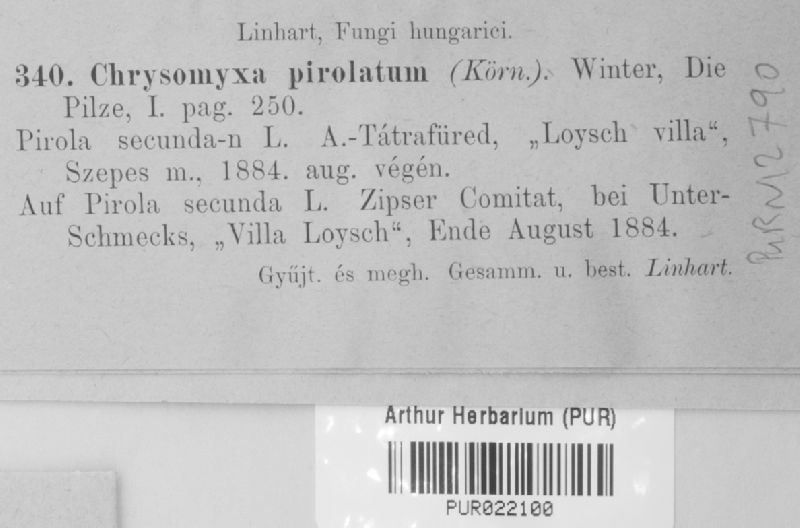 Linhart, Fungi hungarici.
340. Chrysomyxa pirolatum (Körn.). Winter, Die
Pilze, I. pag. 250.
Pirola secunda-n L. A.-Tátrafüred, „Loysch villa“,
Szepes m., 1884. aug. végén.
Auf Pirola secunda L. Zipser Comitat, bei Unter-
Schmecks, „Villa Loysch“, Ende August 1884.
Gyűjt. és megh. Gesamm. u. best. Linhart.
PURN12790
Arthur Herbarium (PUR)
PUR022100